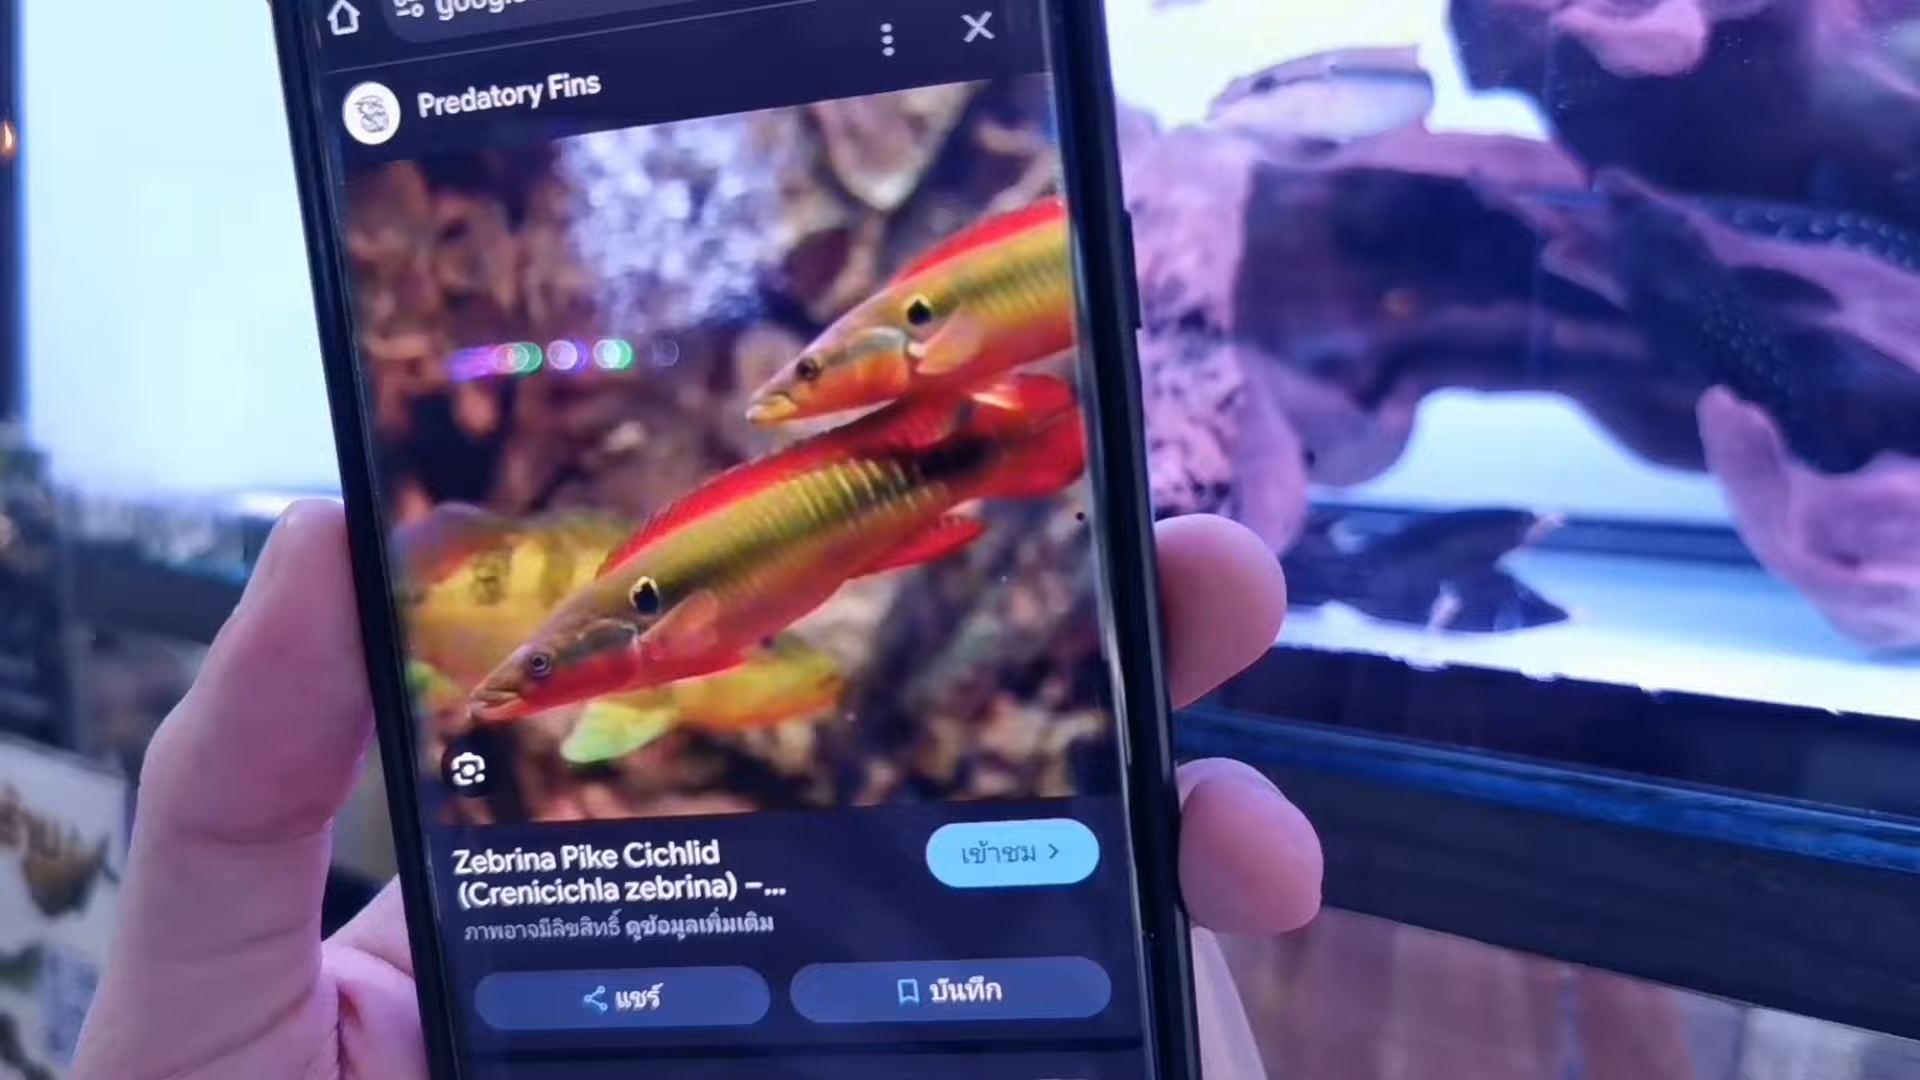 Predatory Fins
Zebrina Pike Cichlid
(Crenicichla zebrina) –...
เข้าชม
ภาพอาจมีลิขสิทธิ์ ดูข้อมูลเพิ่มเติม
แชร์
บันทึก